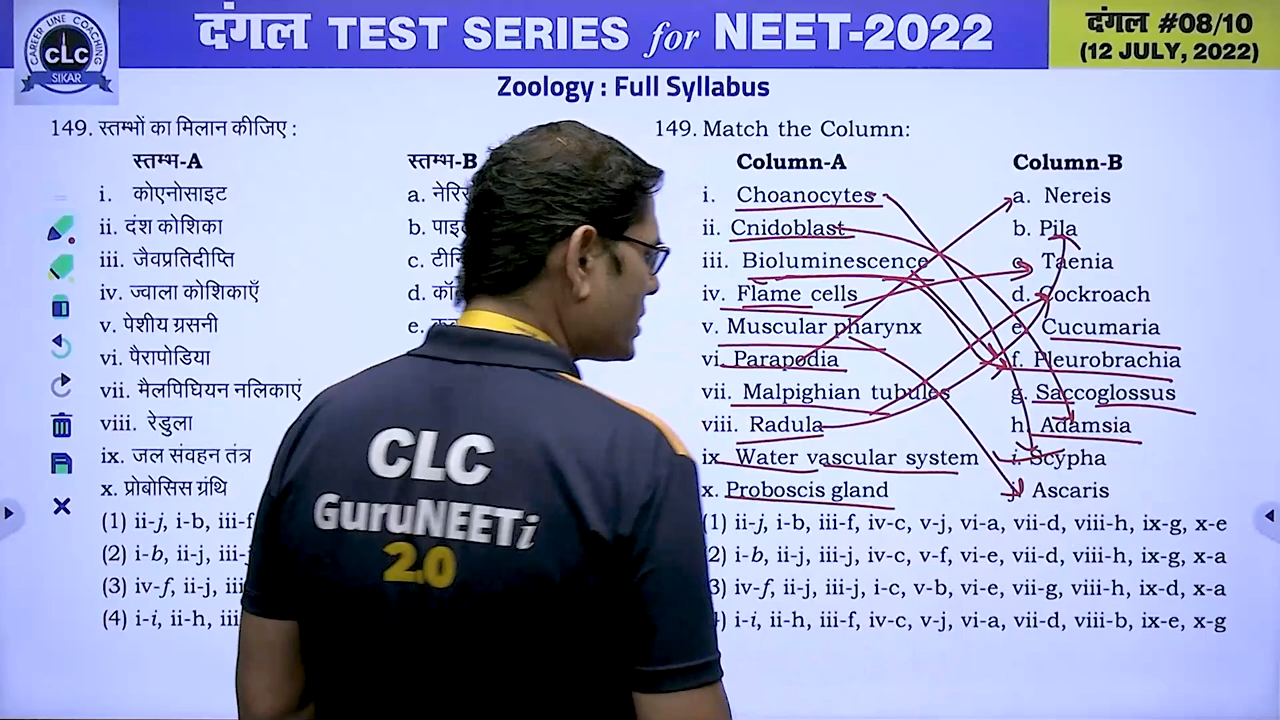 CAREER LINE COACHING
CLC
SIKAR
दंगल TEST SERIES for NEET-2022
दंगल #08/10
(12 JULY, 2022)
Zoology : Full Syllabus
149. स्तम्भों का मिलान कीजिए :
स्तम्भ-A स्तम्भ-B
i. कोएनोसाइट a.
ii. दंश कोशिका b.
iii. जैवप्रतिदीप्ति c.
iv. ज्वाला कोशिकाएँ d.
v. पेशीय ग्रसनी e.
vi. पैरापोडिया
vii. मैलपिघियन नलिकाएं
viii. रेडुला
ix. जल संवहन तंत्र
x. प्रोबोसिस ग्रंथि
(1) ii-j, i-b, iii-f
(2) i-b, ii-j, iii-
(3) iv-f, ii-j, iii
(4) i-i, ii-h, iii
149. Match the Column:
Column-A Column-B
i. Choanocytes a. Nereis
ii. Cnidoblast b. Pila
iii. Bioluminescence c. Taenia
iv. Flame cells d. Cockroach
v. Muscular pharynx e. Cucumaria
vi. Parapodia f. Pleurobrachia
vii. Malpighian tubules g. Saccoglossus
viii. Radula h. Adamsia
ix. Water vascular system i. Scypha
x. Proboscis gland j. Ascaris
(1) ii-j, i-b, iii-f, iv-c, v-j, vi-a, vii-d, viii-h, ix-g, x-e
2) i-b, ii-j, iii-j, iv-c, v-f, vi-e, vii-d, viii-h, ix-g, x-a
3) iv-f, ii-j, iii-j, i-c, v-b, vi-e, vii-g, viii-h, ix-d, x-a
) i-i, ii-h, iii-f, iv-c, v-j, vi-a, vii-d, viii-b, ix-e, x-g
CLC
GuruNEETi
2.0